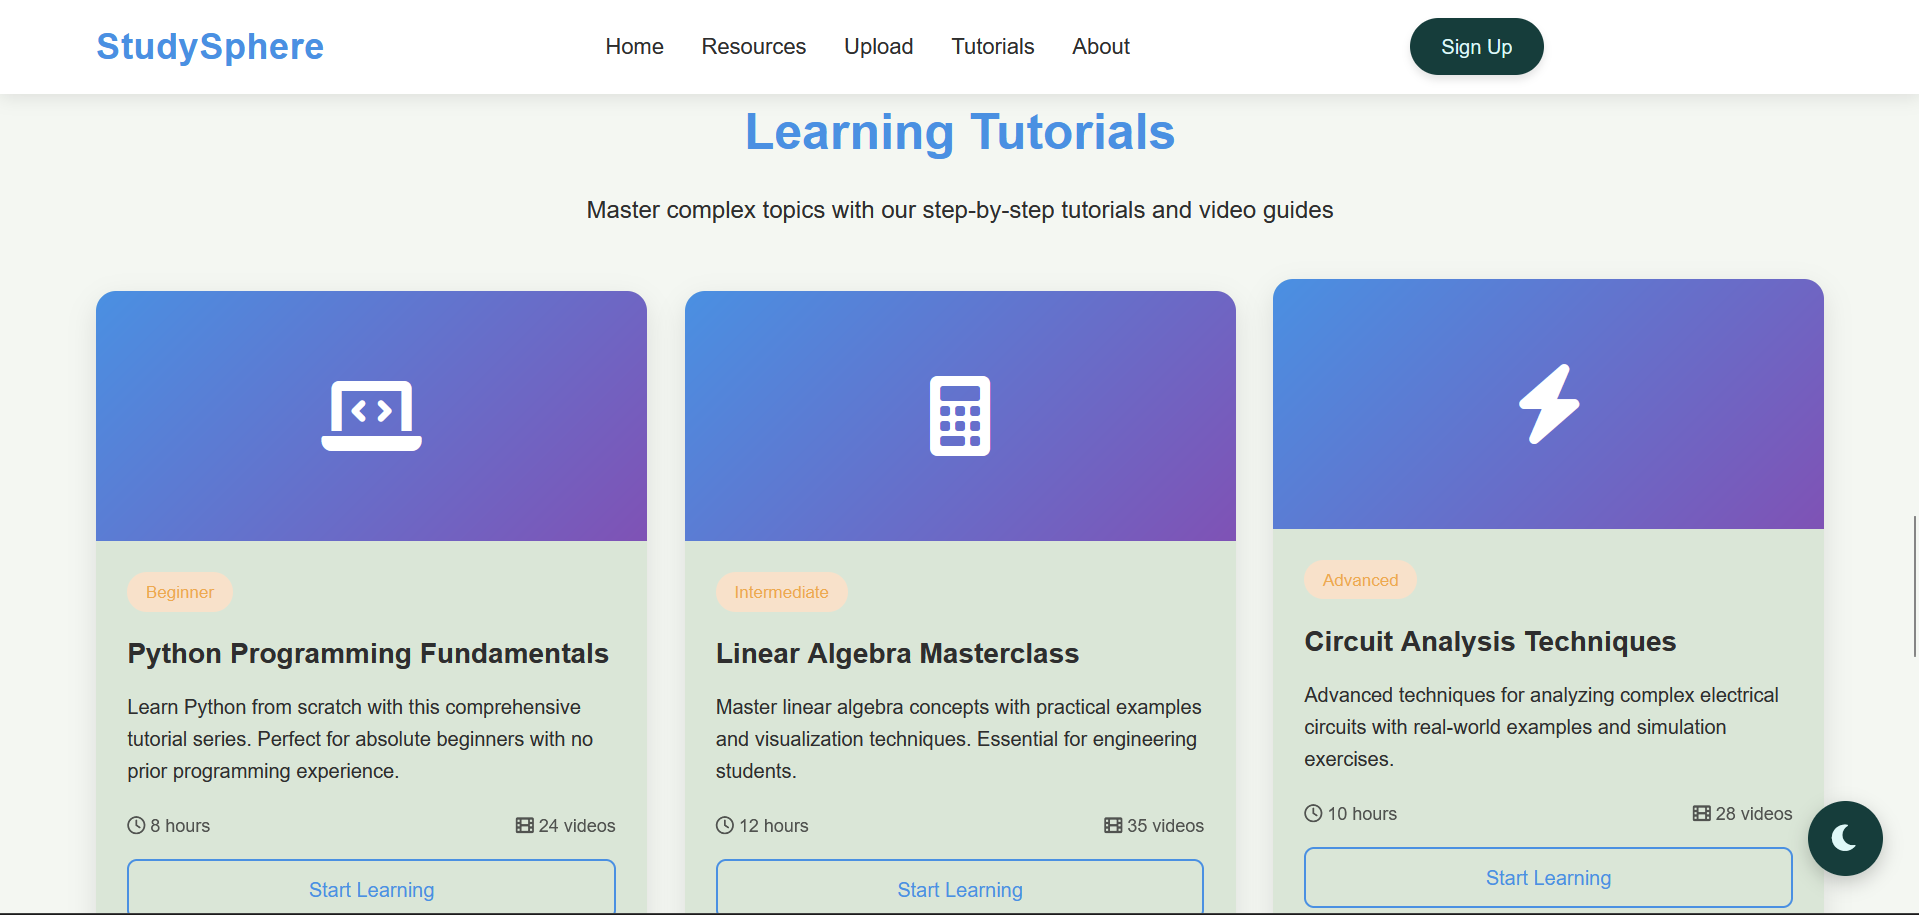 StudySphere
Home
Resources
Upload
Tutorials
About
Sign Up
Learning Tutorials
Master complex topics with our step-by-step tutorials and video guides
Beginner
Python Programming Fundamentals
Learn Python from scratch with this comprehensive
tutorial series. Perfect for absolute beginners with no
prior programming experience.
8 hours
24 videos
Start Learning
Intermediate
Linear Algebra Masterclass
Master linear algebra concepts with practical examples
and visualization techniques. Essential for engineering
students.
12 hours
35 videos
Start Learning
Advanced
Circuit Analysis Techniques
Advanced techniques for analyzing complex electrical
circuits with real-world examples and simulation
exercises.
10 hours
28 videos
Start Learning